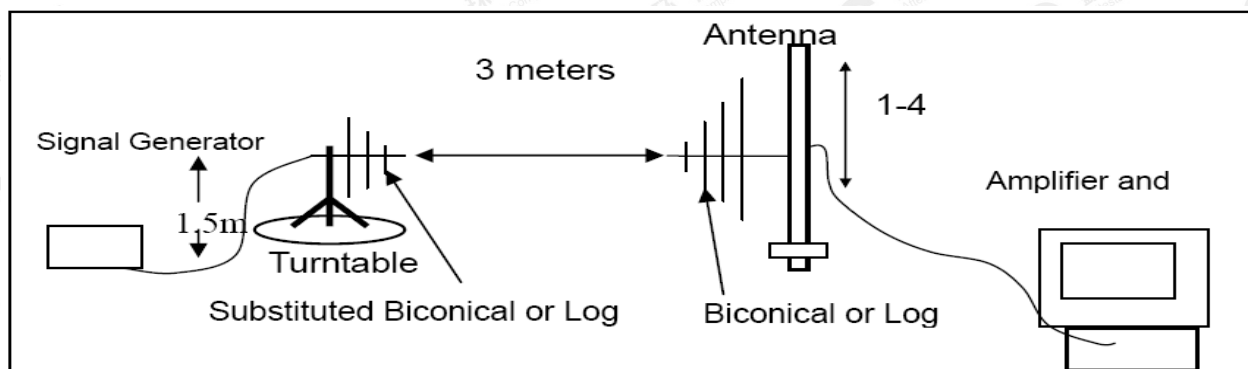 Antenna
3 meters
1-4
Signal Generator
1.5m
Amplifier and
Turntable
Substituted Biconical or Log
Biconical or Log